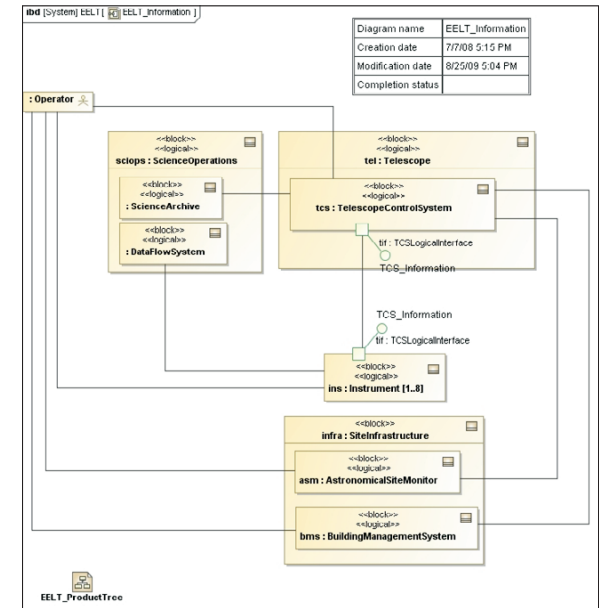 ibd [System] EELT [ EELT_Information ]
Diagram name EELT_Information
Creation date 7/7/08 5:15 PM
Modification date 8/25/09 5:04 PM
Completion status
: Operator
<<block>>
<<logical>>
sciops : ScienceOperations
<<block>>
<<logical>>
: ScienceArchive
<<block>>
<<logical>>
: DataFlowSystem
<<block>>
<<logical>>
tel : Telescope
<<block>>
<<logical>>
tcs : TelescopeControlSystem
tif : TCSLogicalInterface
TCS_Information
TCS_Information
tif : TCSLogicalInterface
<<block>>
<<logical>>
ins : Instrument [1..8]
<<block>>
infra : SiteInfrastructure
<<block>>
<<logical>>
asm : AstronomicalSiteMonitor
<<block>>
<<logical>>
bms : BuildingManagementSystem
EELT_ProductTree